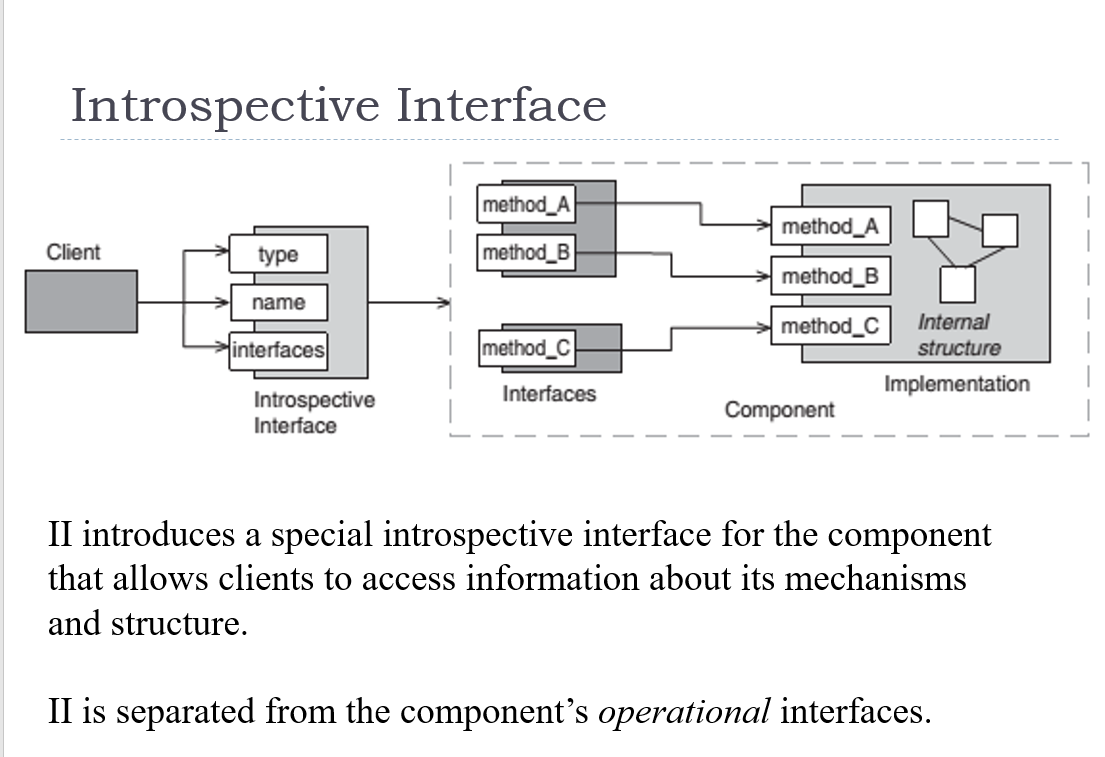 Introspective Interface
Client
type
name
interfaces
Introspective
Interface
method_A
method_B
method_C
Interfaces
method_A
method_B
method_C
Internal
structure
Implementation
Component
II introduces a special introspective interface for the component
that allows clients to access information about its mechanisms
and structure.
II is separated from the component’s operational interfaces.